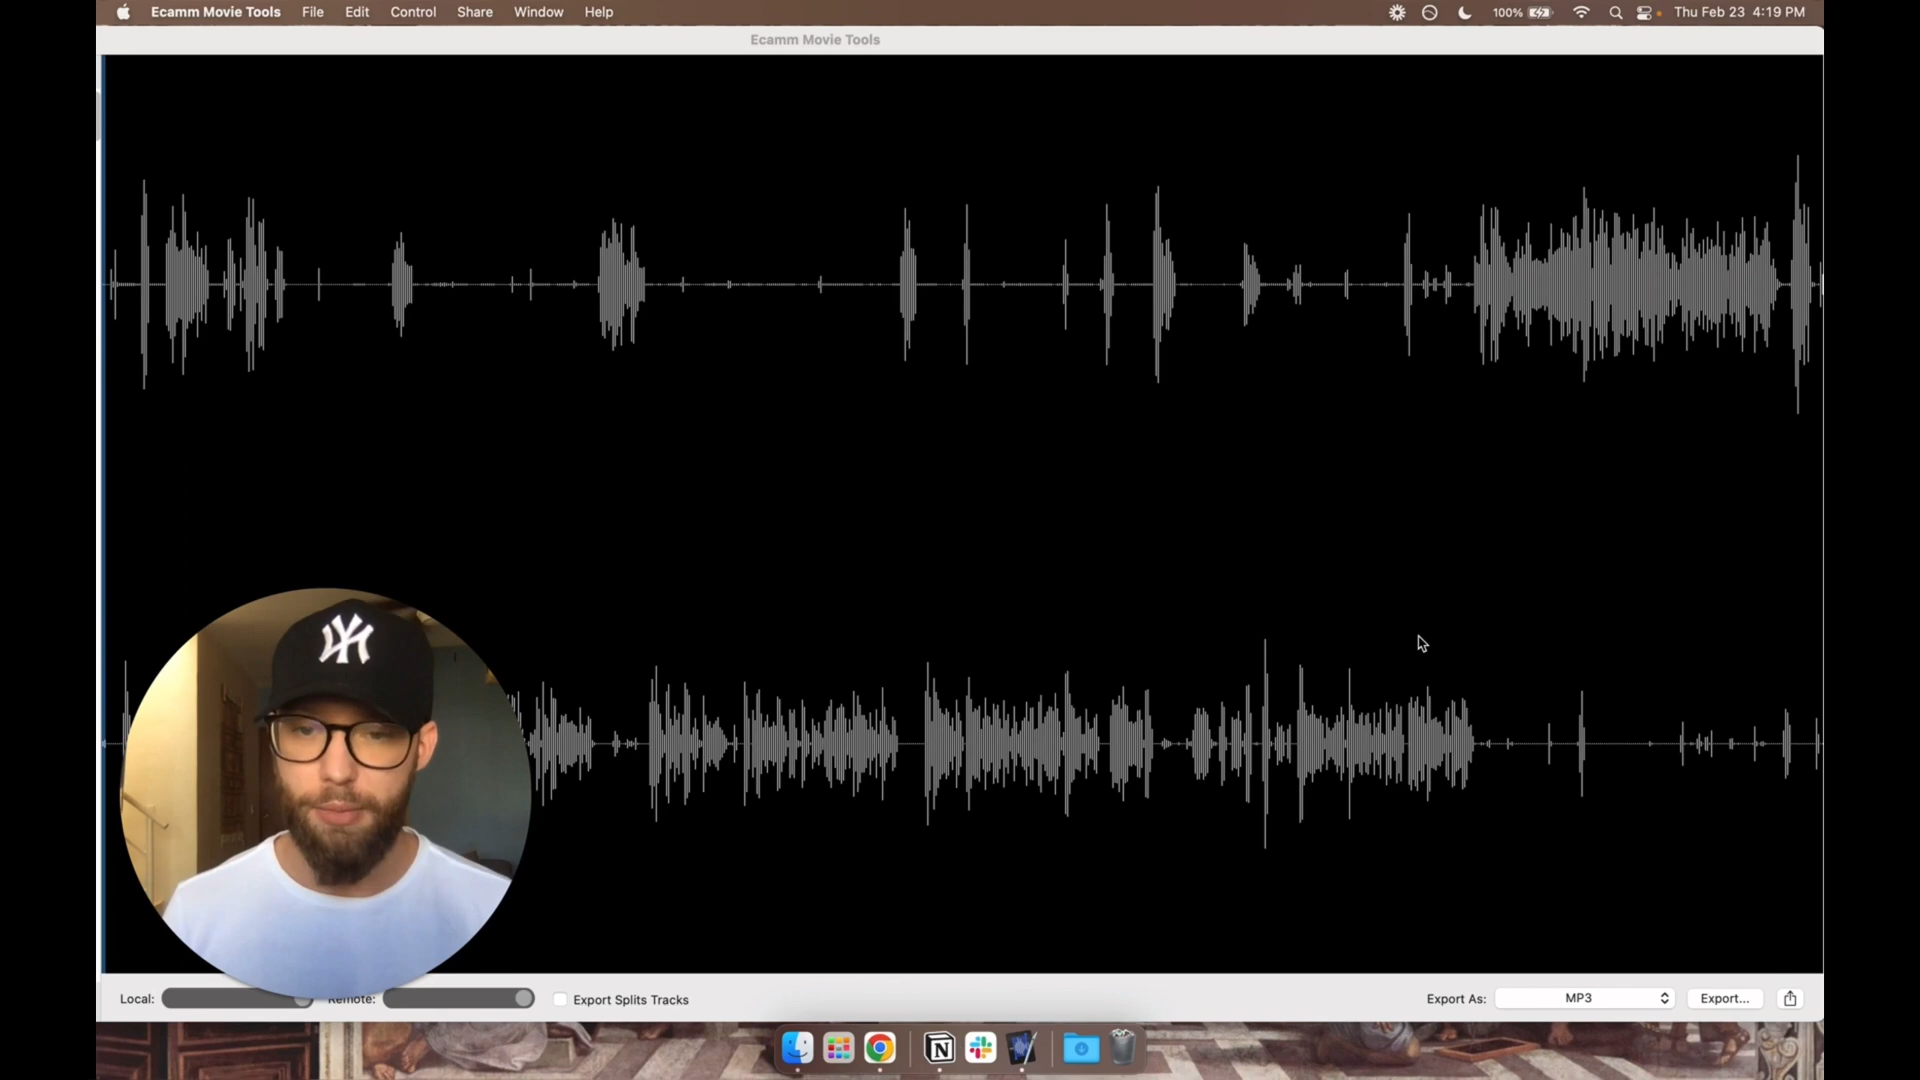 Ecamm Movie Tools File Edit Control Share Window Help 100% Thu Feb 23 4:19 PM
Ecamm Movie Tools
NY
Local: Remote: Export Splits Tracks Export As: MP3 Export...
N